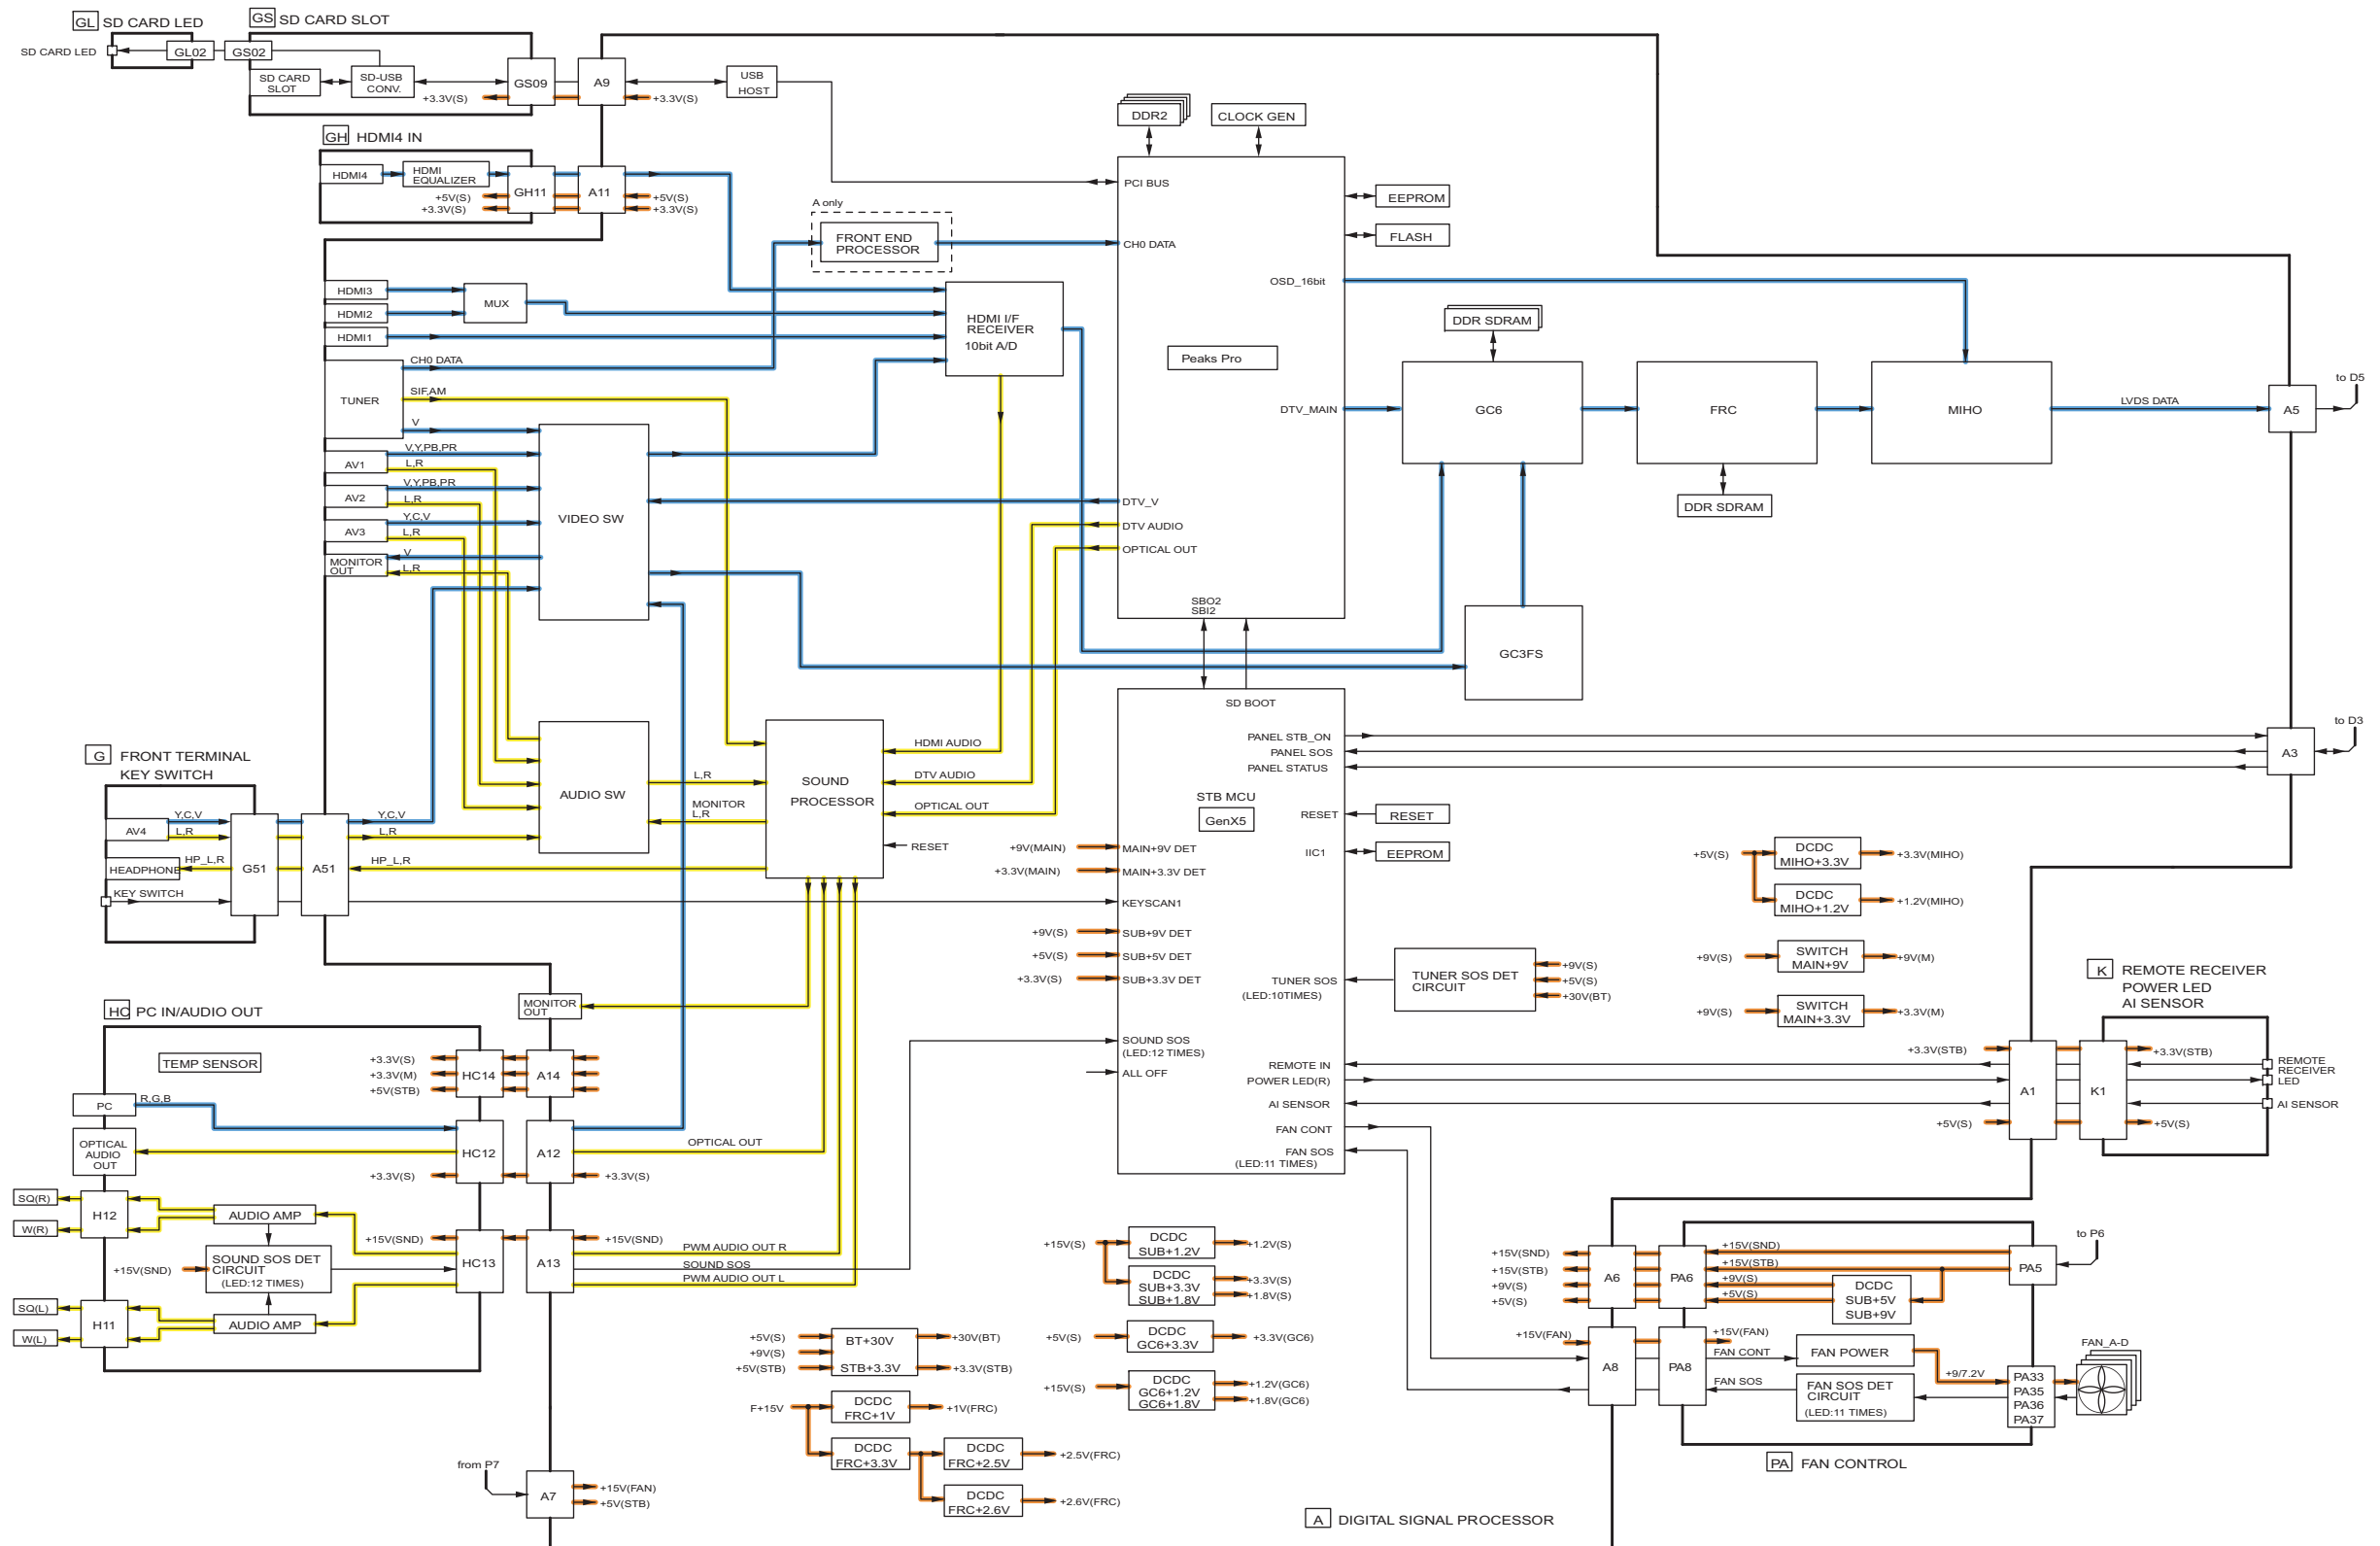 GL SD CARD LED
GS SD CARD SLOT
SD CARD LED
GL02
GS02
SD CARD
SLOT
SD-USB
CONV.
+3.3V(S)
GS09
A9
+3.3V(S)
USB
HOST
DDR2
CLOCK GEN
GH HDMI4 IN
HDMI4
HDMI
EQUALIZER
+5V(S)
+3.3V(S)
GH11
A11
+5V(S)
+3.3V(S)
A only
FRONT END
PROCESSOR
PCI BUS
CH0 DATA
EEPROM
FLASH
OSD_16bit
HDMI3
HDMI2
HDMI1
MUX
HDMI I/F
RECEIVER
10bit A/D
Peaks Pro
DTV_MAIN
DDR SDRAM
GC6
FRC
MIHO
LVDS DATA
A5
to D5
DDR SDRAM
TUNER
CH0 DATA
SIF,AM
V
AV1
V,Y,PB,PR
L,R
AV2
V,Y,PB,PR
L,R
AV3
Y,C,V
L,R
MONITOR
OUT
V
L,R
VIDEO SW
DTV_V
DTV AUDIO
OPTICAL OUT
SBO2
SBI2
GC3FS
SD BOOT
PANEL STB_ON
PANEL SOS
PANEL STATUS
A3
to D3
STB MCU
GenX5
RESET
RESET
IIC1
EEPROM
G FRONT TERMINAL
KEY SWITCH
AV4
Y,C,V
L,R
HEADPHONE
HP_L,R
KEY SWITCH
G51
A51
Y,C,V
L,R
HP_L,R
AUDIO SW
L,R
MONITOR
L,R
SOUND
PROCESSOR
HDMI AUDIO
DTV AUDIO
OPTICAL OUT
RESET
+9V(MAIN)
MAIN+9V DET
+3.3V(MAIN)
MAIN+3.3V DET
KEYSCAN1
+9V(S)
SUB+9V DET
+5V(S)
SUB+5V DET
+3.3V(S)
SUB+3.3V DET
TUNER SOS
(LED:10TIMES)
TUNER SOS DET
CIRCUIT
+9V(S)
+5V(S)
+30V(BT)
+5V(S)
DCDC
MIHO+3.3V
+3.3V(MIHO)
DCDC
MIHO+1.2V
+1.2V(MIHO)
+9V(S)
SWITCH
MAIN+9V
+9V(M)
+9V(S)
SWITCH
MAIN+3.3V
+3.3V(M)
K REMOTE RECEIVER
POWER LED
AI SENSOR
SOUND SOS
(LED:12 TIMES)
ALL OFF
REMOTE IN
POWER LED(R)
AI SENSOR
FAN CONT
FAN SOS
(LED:11 TIMES)
+3.3V(STB)
+5V(S)
A1
K1
+3.3V(STB)
+5V(S)
REMOTE
RECEIVER
LED
AI SENSOR
HC PC IN/AUDIO OUT
MONITOR
OUT
TEMP SENSOR
+3.3V(S)
+3.3V(M)
+5V(STB)
HC14
A14
PC
R,G,B
OPTICAL
AUDIO
OUT
+3.3V(S)
HC12
A12
OPTICAL OUT
+3.3V(S)
SQ(R)
W(R)
H12
AUDIO AMP
+15V(SND)
SOUND SOS DET
CIRCUIT
(LED:12 TIMES)
+15V(SND)
HC13
A13
+15V(SND)
PWM AUDIO OUT R
SOUND SOS
PWM AUDIO OUT L
SQ(L)
W(L)
H11
AUDIO AMP
+15V(S)
DCDC
SUB+1.2V
+1.2V(S)
DCDC
SUB+3.3V
SUB+1.8V
+3.3V(S)
+1.8V(S)
+5V(S)
DCDC
GC6+3.3V
+3.3V(GC6)
+15V(S)
DCDC
GC6+1.2V
GC6+1.8V
+1.2V(GC6)
+1.8V(GC6)
+5V(S)
+9V(S)
+5V(STB)
BT+30V
STB+3.3V
+30V(BT)
+3.3V(STB)
F+15V
DCDC
FRC+1V
+1V(FRC)
DCDC
FRC+3.3V
DCDC
FRC+2.5V
+2.5V(FRC)
DCDC
FRC+2.6V
+2.6V(FRC)
from P7
A7
+15V(FAN)
+5V(STB)
+15V(SND)
+15V(STB)
+9V(S)
+5V(S)
A6
PA6
+15V(SND)
+15V(STB)
+9V(S)
+5V(S)
DCDC
SUB+5V
SUB+9V
PA5
to P6
+15V(FAN)
A8
PA8
+15V(FAN)
FAN CONT
FAN SOS
FAN POWER
FAN SOS DET
CIRCUIT
(LED:11 TIMES)
+9/7.2V
PA33
PA35
PA36
PA37
FAN_A-D
PA FAN CONTROL
A DIGITAL SIGNAL PROCESSOR